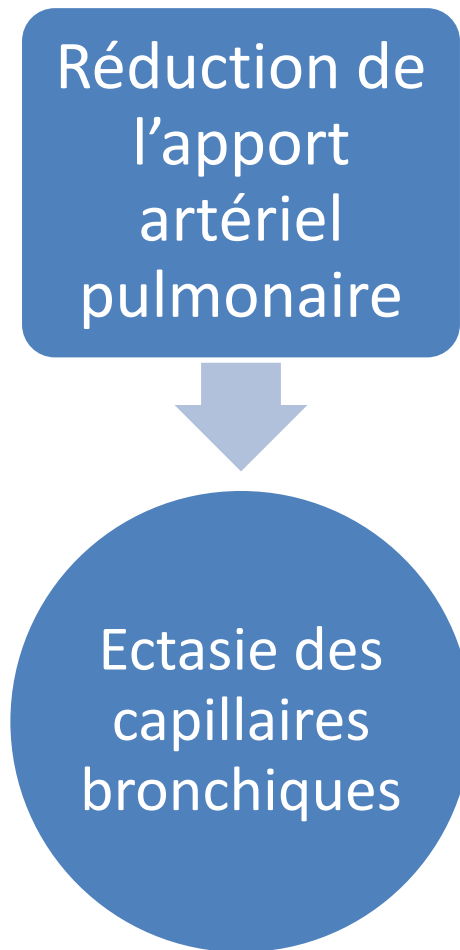 Réduction de
l’apport
artériel
pulmonaire
Ectasie des
capillaires
bronchiques